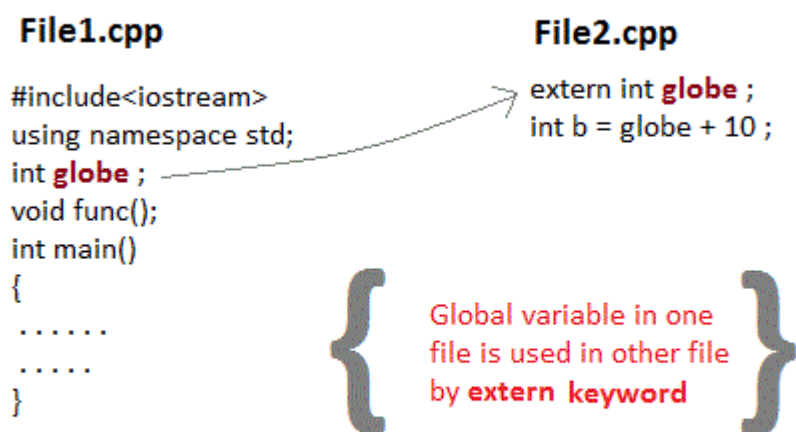 File1.cpp
#include<iostream>
using namespace std;
int globe ;
void func();
int main()
{
. . . . . .
. . . . .
}
File2.cpp
extern int globe ;
int b = globe + 10 ;
{ Global variable in one
file is used in other file
by extern keyword }